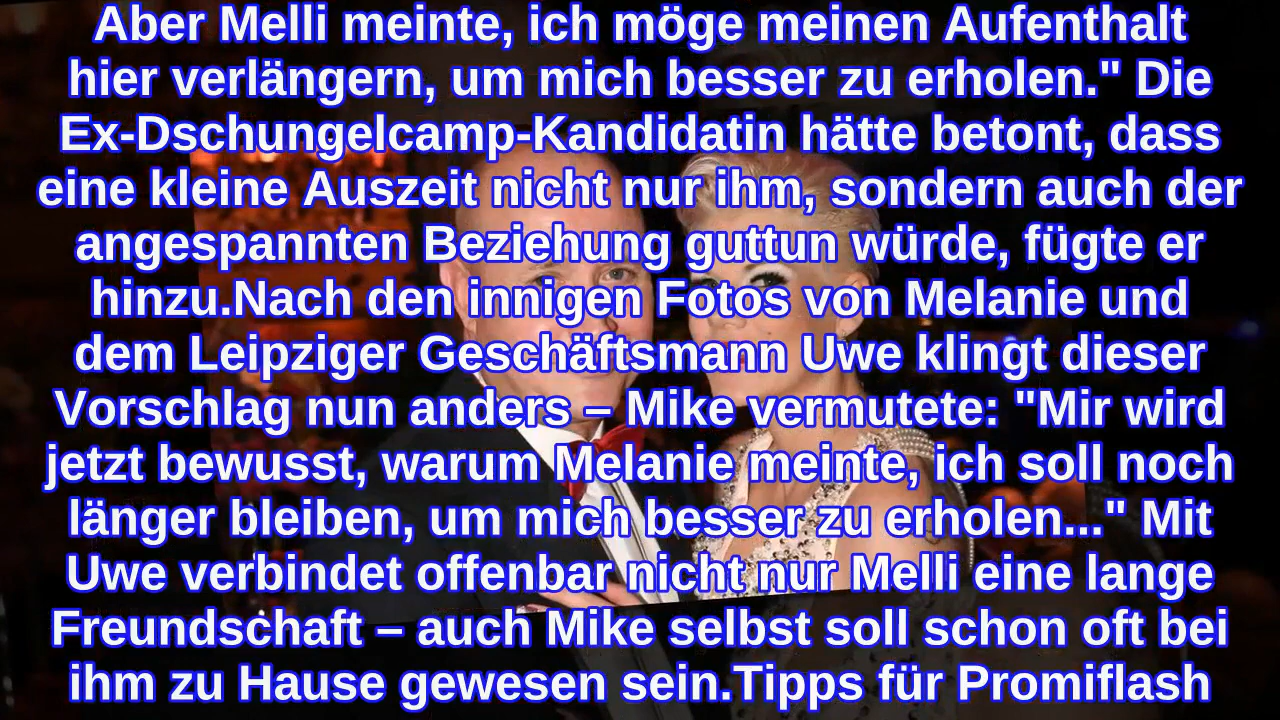 Aber Melli meinte, ich möge meinen Aufenthalt
hier verlängern, um mich besser zu erholen." Die
Ex-Dschungelcamp-Kandidatin hätte betont, dass
eine kleine Auszeit nicht nur ihm, sondern auch der
angespannten Beziehung guttun würde, fügte er
hinzu.Nach den innigen Fotos von Melanie und
dem Leipziger Geschäftsmann Uwe klingt dieser
Vorschlag nun anders – Mike vermutete: "Mir wird
jetzt bewusst, warum Melanie meinte, ich soll noch
länger bleiben, um mich besser zu erholen..." Mit
Uwe verbindet offenbar nicht nur Melli eine lange
Freundschaft – auch Mike selbst soll schon oft bei
ihm zu Hause gewesen sein.Tipps für Promiflash